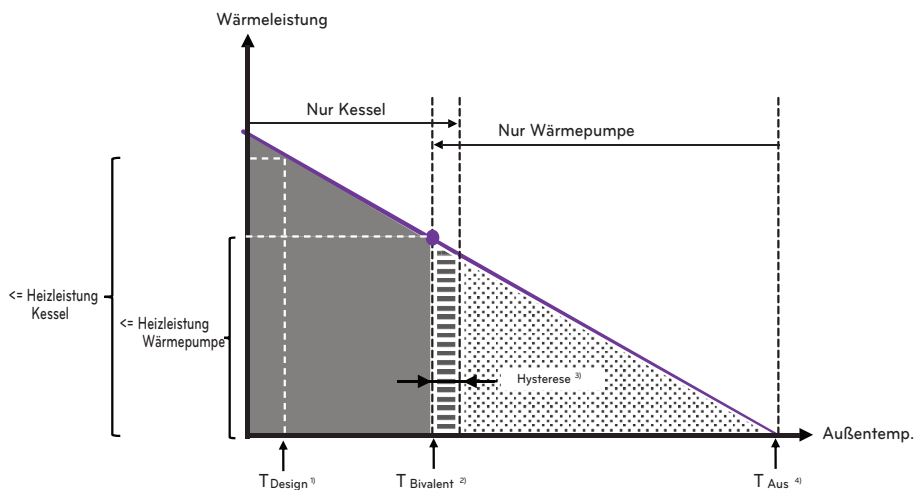 Wärmeleistung
Nur Kessel
Nur Wärmepumpe
<= Heizleistung
Kessel
<= Heizleistung
Wärmepumpe
Hysterese ³⁾
Außentemp.
T Design ¹⁾
T Bivalent ²⁾
T Aus ⁴⁾